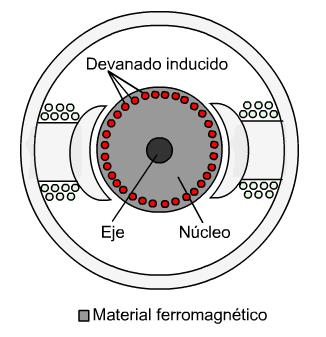 Devanado inducido
Eje
Núcleo
Material ferromagnético